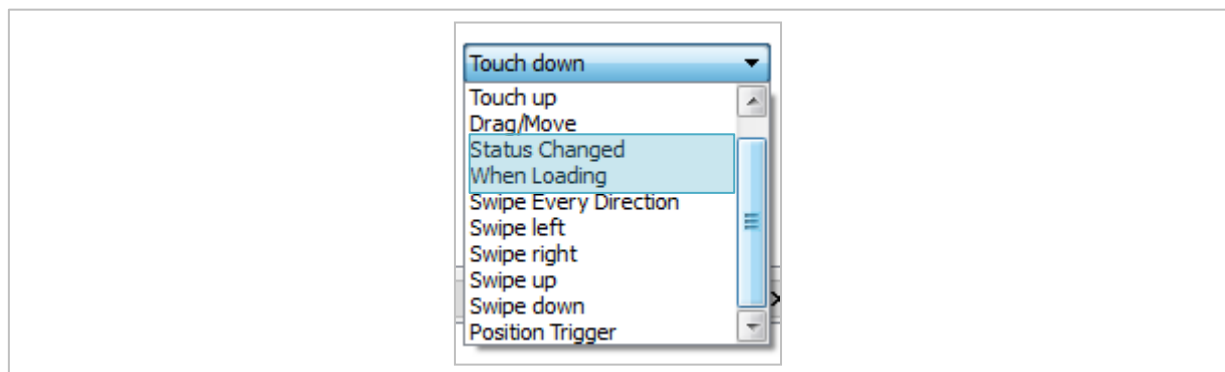 Touch down
Touch up
Drag/Move
Status Changed
When Loading
Swipe Every Direction
Swipe left
Swipe right
Swipe up
Swipe down
Position Trigger